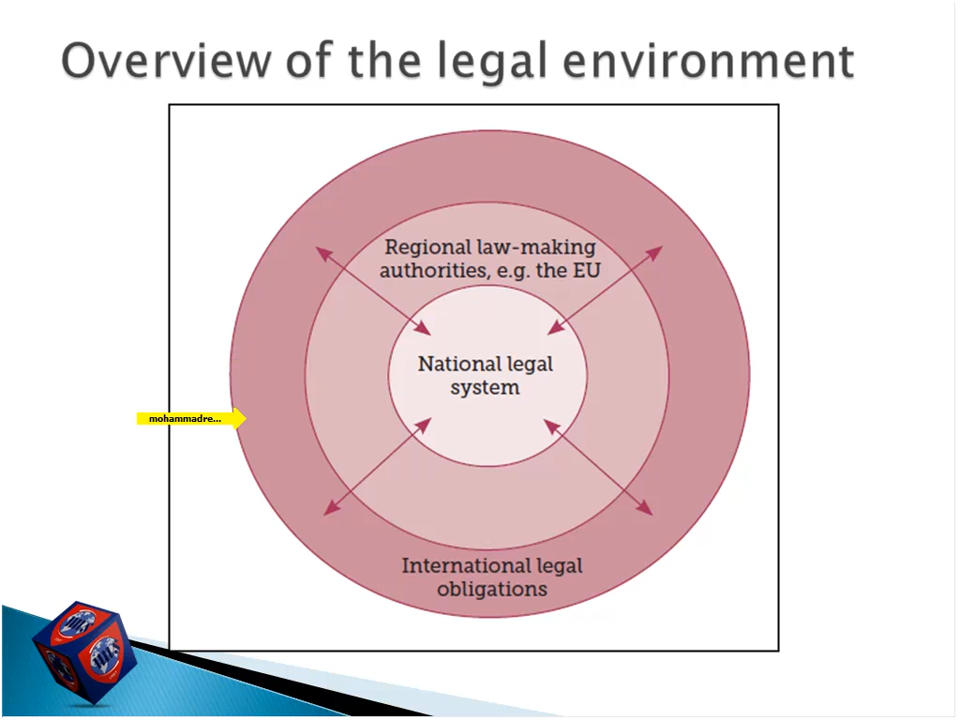 Overview of the legal environment
Regional law-making
authorities, e.g. the EU
National legal
system
mohammadre...
International legal
obligations